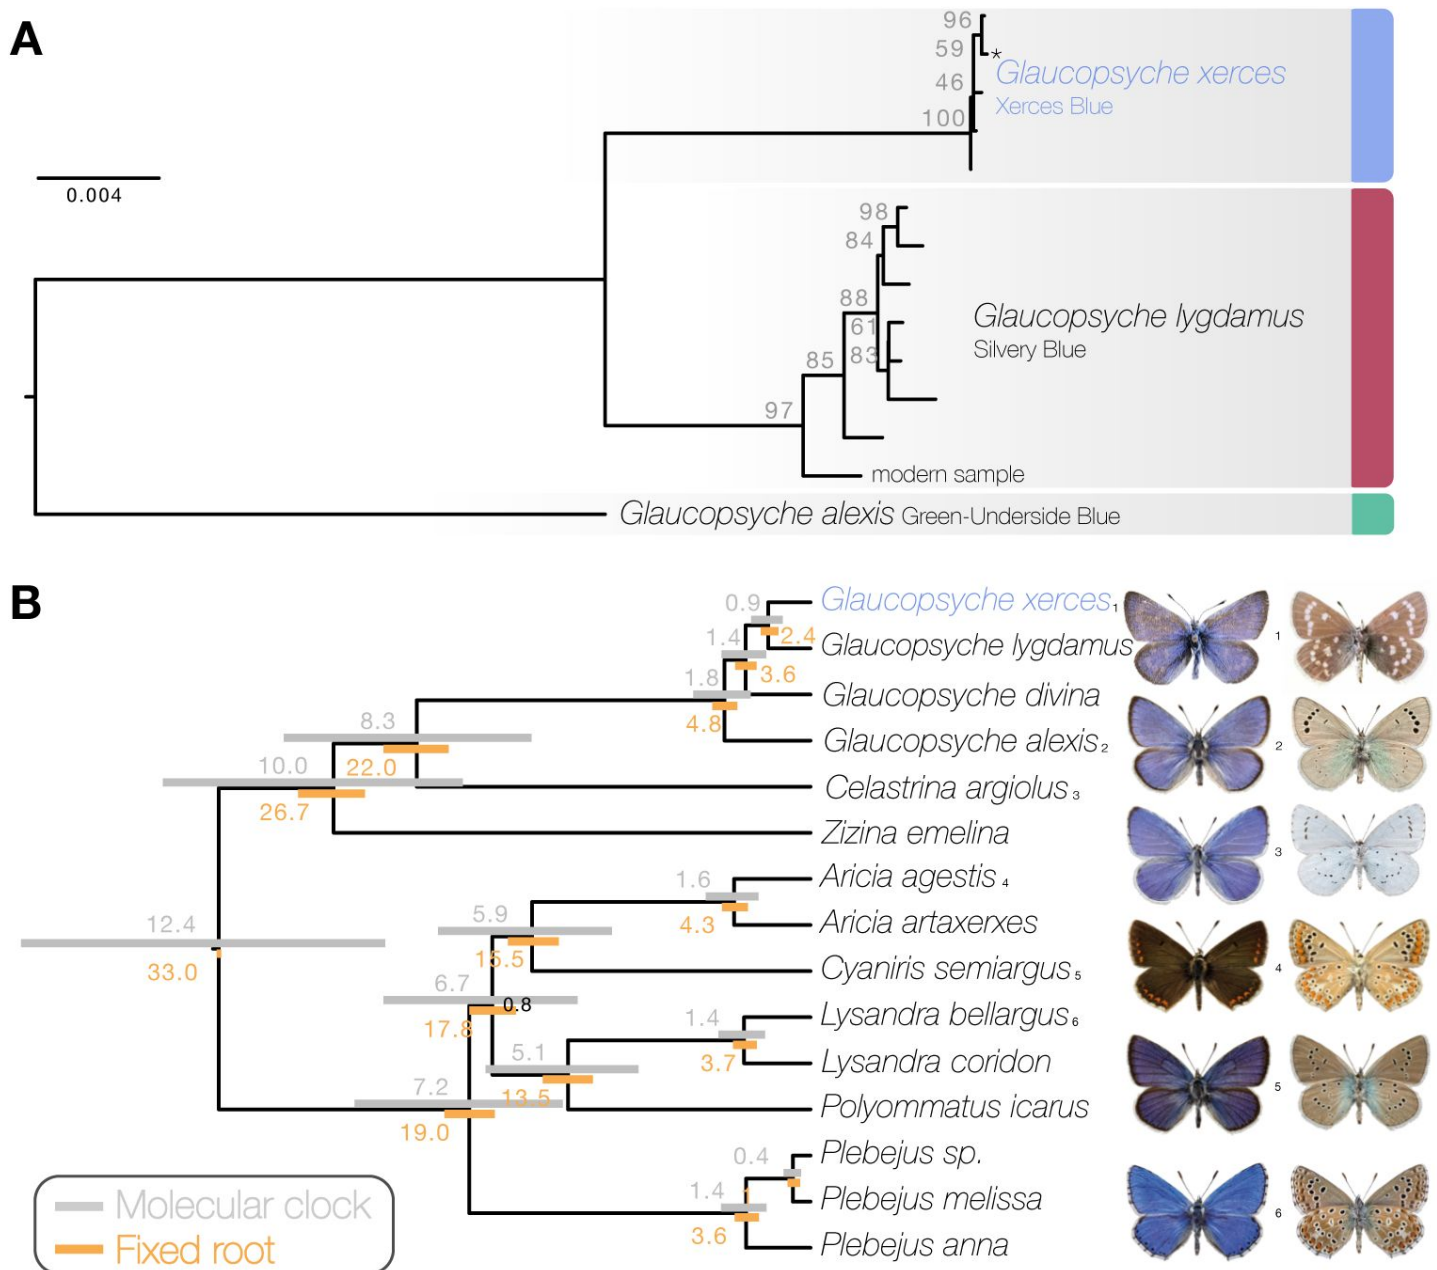 A
96
59
*
Glaucopsyche xerces
46
Xerces Blue
100
0.004
98
84
88
61
Glaucopsyche lygdamus
85
83
Silvery Blue
97
modern sample
Glaucopsyche alexis Green-Underside Blue
B
0.9
Glaucopsyche xerces 1
1
1.4
2.4
Glaucopsyche lygdamus
1.8
3.6
Glaucopsyche divina
8.3
4.8
Glaucopsyche alexis 2
2
10.0
22.0
Celastrina argiolus 3
26.7
Zizina emelina
3
1.6
Aricia agestis 4
12.4
5.9
4.3
Aricia artaxerxes
33.0
15.5
Cyaniris semiargus 5
4
6.7
0.8
1.4
Lysandra bellargus 6
17.8
5.1
3.7
Lysandra coridon
7.2
13.5
Polyommatus icarus
5
19.0
0.4
Plebejus sp.
1.4
Plebejus melissa
3.6
6
Plebejus anna
Molecular clock
Fixed root